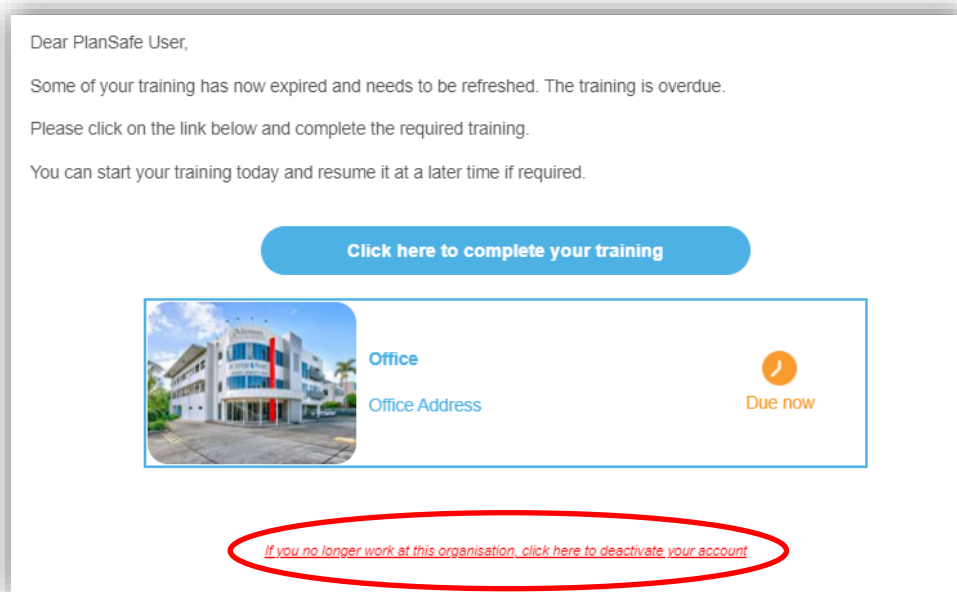 Dear PlanSafe User,
Some of your training has now expired and needs to be refreshed. The training is overdue.
Please click on the link below and complete the required training.
You can start your training today and resume it at a later time if required.
Click here to complete your training
Office
Office Address
Due now
If you no longer work at this organisation, click here to deactivate your account